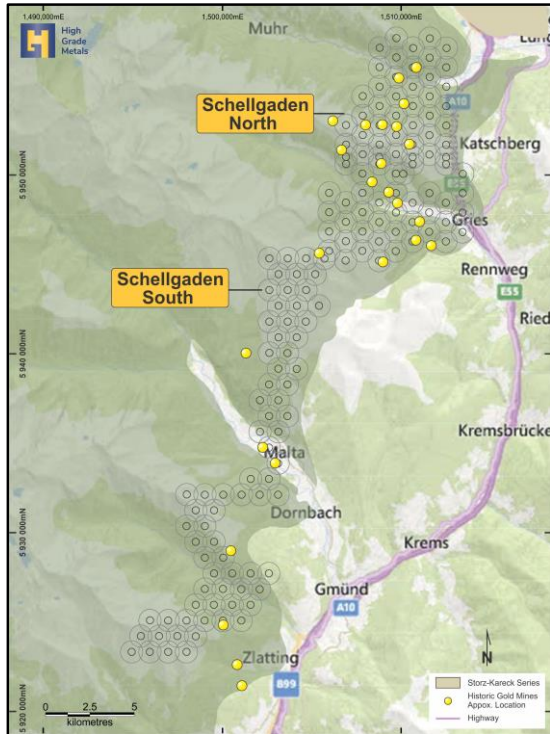 1,490,000mE
1,500,000mE
1,510,000mE
High
Grade
Metals
Muhr
A10
Schellgaden
North
Katschberg
5 950 000mN
Gries
Rennweg
E55
Schellgaden
South
Ried
5 940 000mN
Kremsbrücke
Malta
Dornbach
5 930 000mN
Krems
Gmünd
A10
N
Zlatting
B99
Storz-Kareck Series
Historic Gold Mines
Appox. Location
Highway
0 2.5 5
kilometres
5 920 000mN